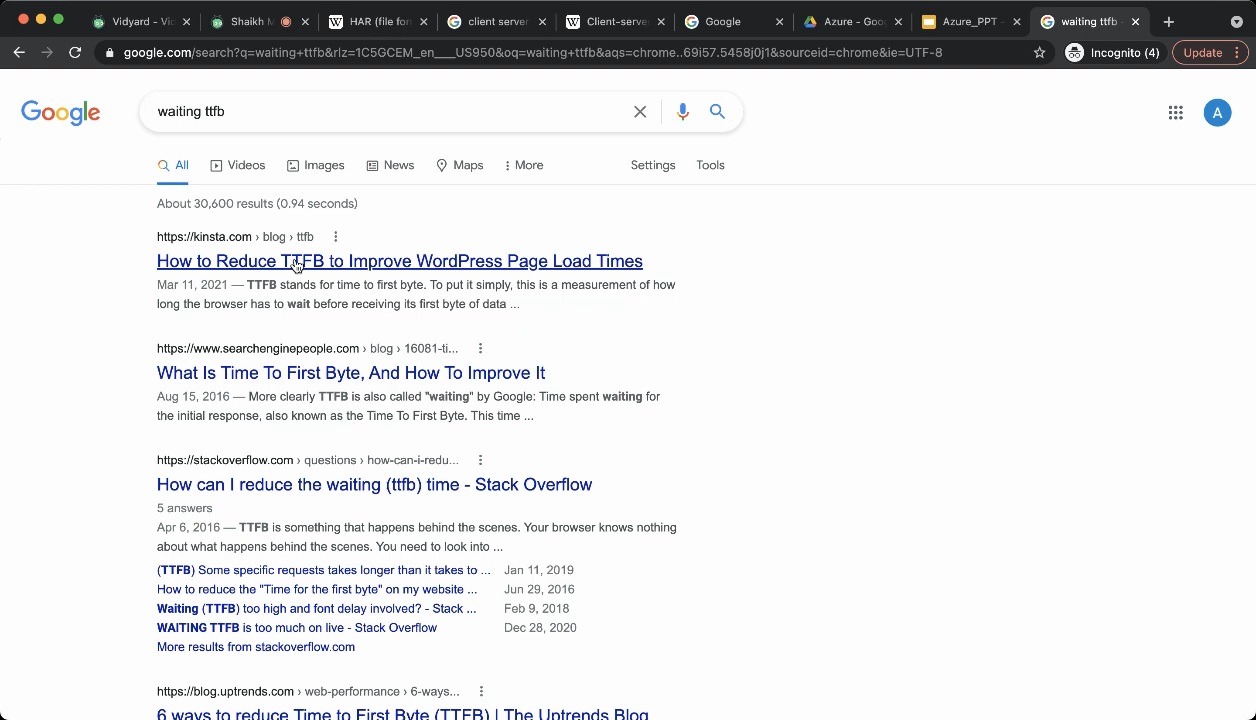 Vidyard - Vi
Shaikh M
HAR (file for
client server
Client-serve
Google
Azure - Goo
Azure_PPT -
waiting ttfb -
google.com/search?q=waiting+ttfb&rlz=1C5GCEM_en___US950&oq=waiting+ttfb&aqs=chrome..69i57.5458j0j1&sourceid=chrome&ie=UTF-8
Incognito (4)
Update
Google
waiting ttfb
A
All
Videos
Images
News
Maps
More
Settings
Tools
About 30,600 results (0.94 seconds)
https://kinsta.com › blog › ttfb
How to Reduce TTFB to Improve WordPress Page Load Times
Mar 11, 2021 — TTFB stands for time to first byte. To put it simply, this is a measurement of how
long the browser has to wait before receiving its first byte of data ...
https://www.searchenginepeople.com › blog › 16081-ti...
What Is Time To First Byte, And How To Improve It
Aug 15, 2016 — More clearly TTFB is also called "waiting" by Google: Time spent waiting for
the initial response, also known as the Time To First Byte. This time ...
https://stackoverflow.com › questions › how-can-i-redu...
How can I reduce the waiting (ttfb) time - Stack Overflow
5 answers
Apr 6, 2016 — TTFB is something that happens behind the scenes. Your browser knows nothing
about what happens behind the scenes. You need to look into ...
(TTFB) Some specific requests takes longer than it takes to ... Jan 11, 2019
How to reduce the "Time for the first byte" on my website ... Jun 29, 2016
Waiting (TTFB) too high and font delay involved? - Stack ... Feb 9, 2018
WAITING TTFB is too much on live - Stack Overflow Dec 28, 2020
More results from stackoverflow.com
https://blog.uptrends.com › web-performance › 6-ways...
6 ways to reduce Time to First Byte (TTFB) | The Uptrends Blog